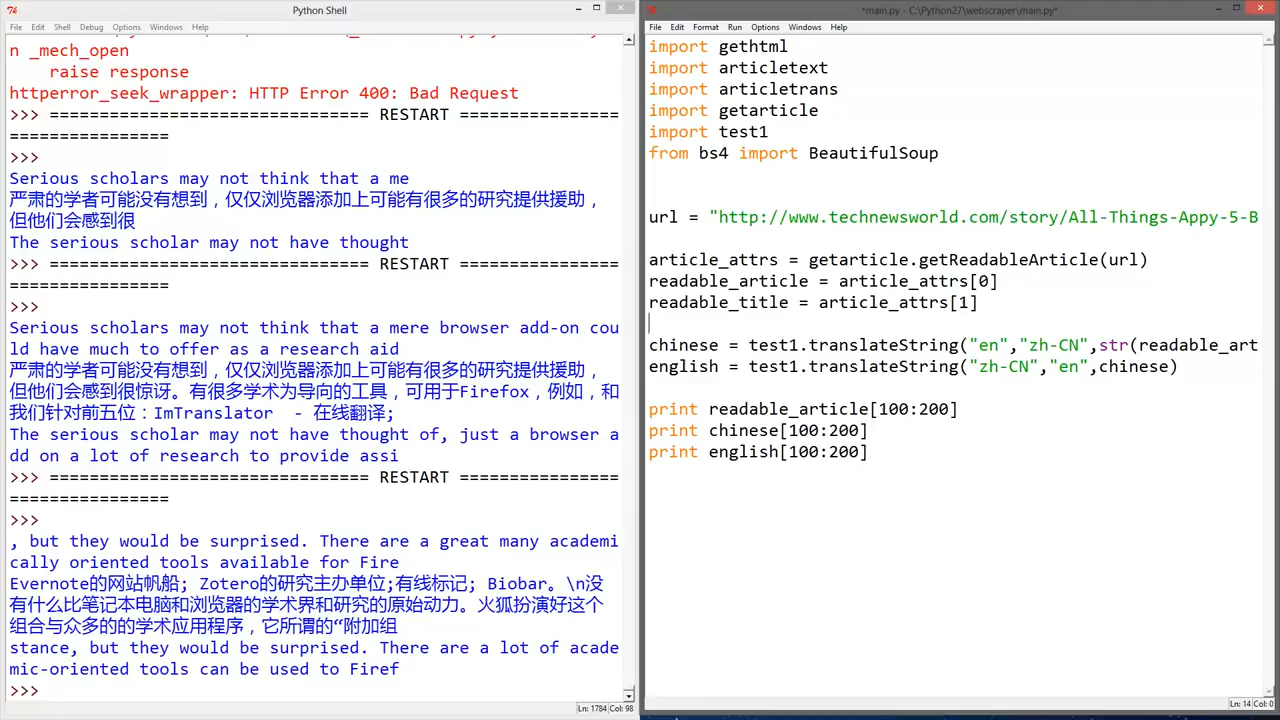 Python Shell
File Edit Shell Debug Options Windows Help
n _mech_open
    raise response
httperror_seek_wrapper: HTTP Error 400: Bad Request
>>> ================================ RESTART ================
================
>>>
Serious scholars may not think that a me
严肃的学者可能没有想到，仅仅浏览器添加上可能有很多的研究提供援助，
但他们会感到很
The serious scholar may not have thought
>>> ================================ RESTART ================
================
>>>
Serious scholars may not think that a mere browser add-on cou
ld have much to offer as a research aid
严肃的学者可能没有想到，仅仅浏览器添加上可能有很多的研究提供援助，
但他们会感到很惊讶。有很多学术为导向的工具，可用于Firefox，例如，和
我们针对前五位：ImTranslator  - 在线翻译;
The serious scholar may not have thought of, just a browser a
dd on a lot of research to provide assi
>>> ================================ RESTART ================
================
>>>
, but they would be surprised. There are a great many academi
cally oriented tools available for Fire
Evernote的网站帆船; Zotero的研究主办单位;有线标记; Biobar。\n没
有什么比笔记本电脑和浏览器的学术界和研究的原始动力。火狐扮演好这个
组合与众多的的学术应用程序，它所谓的“附加组
stance, but they would be surprised. There are a lot of acade
mic-oriented tools can be used to Firef
>>>
Ln: 1784 Col: 98
*main.py - C:\Python27\webscraper\main.py*
File Edit Format Run Options Windows Help
import gethtml
import articletext
import articletrans
import getarticle
import test1
from bs4 import BeautifulSoup
url = "http://www.technewsworld.com/story/All-Things-Appy-5-B
article_attrs = getarticle.getReadableArticle(url)
readable_article = article_attrs[0]
readable_title = article_attrs[1]
chinese = test1.translateString("en","zh-CN",str(readable_art
english = test1.translateString("zh-CN","en",chinese)
print readable_article[100:200]
print chinese[100:200]
print english[100:200]
Ln: 14 Col: 0